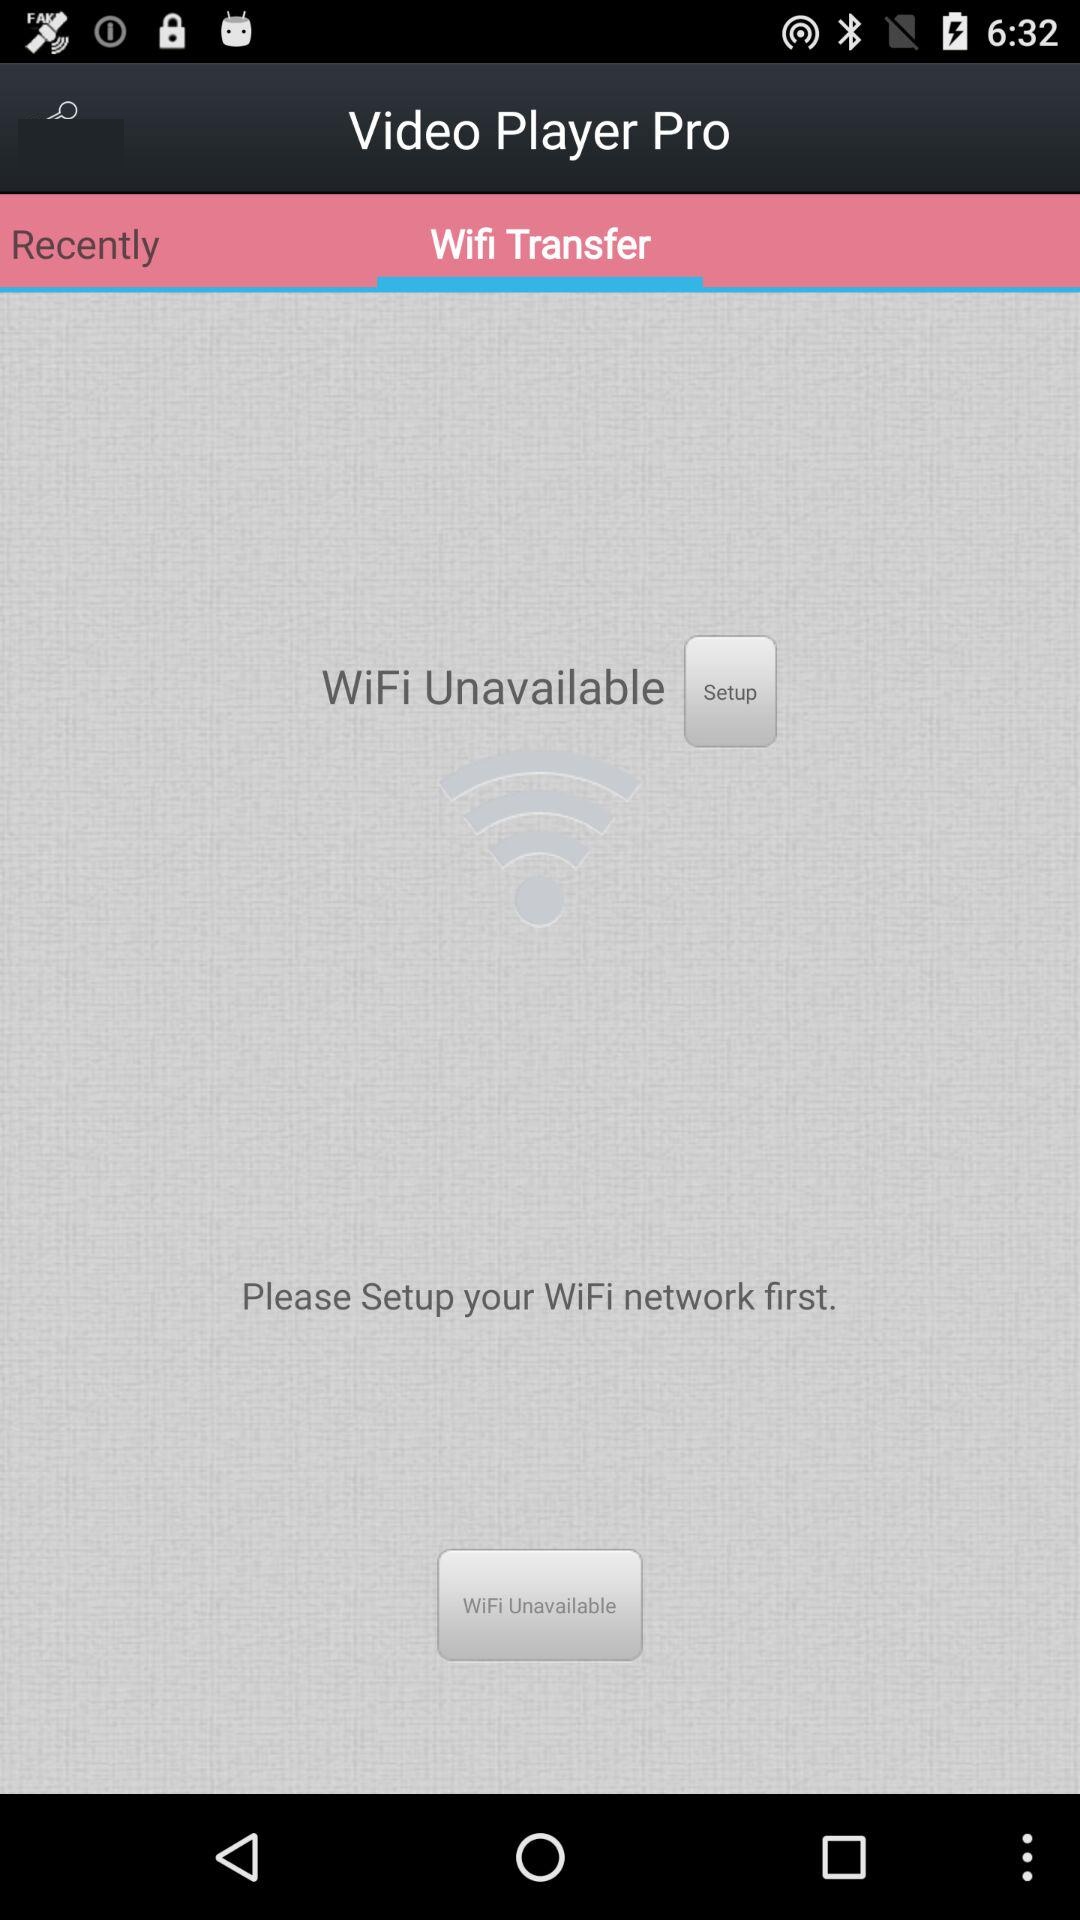 FAKE
6:32
Video Player Pro
Recently
Wifi Transfer
WiFi Unavailable
Setup
Please Setup your WiFi network first.
WiFi Unavailable